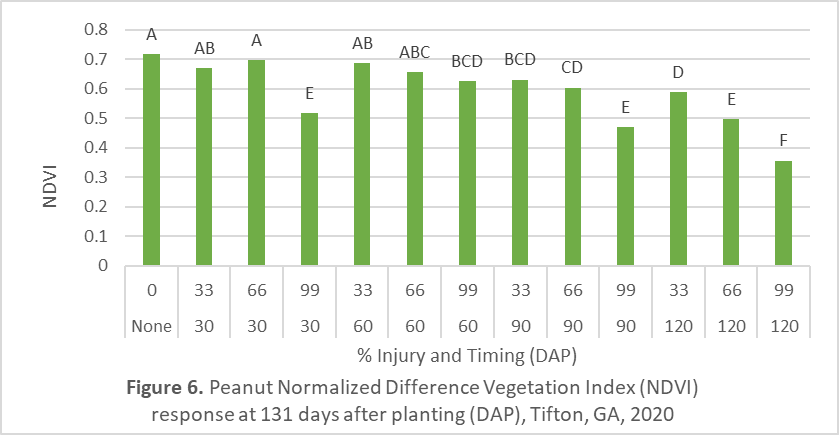 0.8
0.7
0.6
0.5
0.4
0.3
0.2
0.1
0
NDVI
A AB A E AB ABC BCD BCD CD E D E F
0 33 66 99 33 66 99 33 66 99 33 66 99
None 30 30 30 60 60 60 90 90 90 120 120 120
% Injury and Timing (DAP)
Figure 6. Peanut Normalized Difference Vegetation Index (NDVI)
response at 131 days after planting (DAP), Tifton, GA, 2020